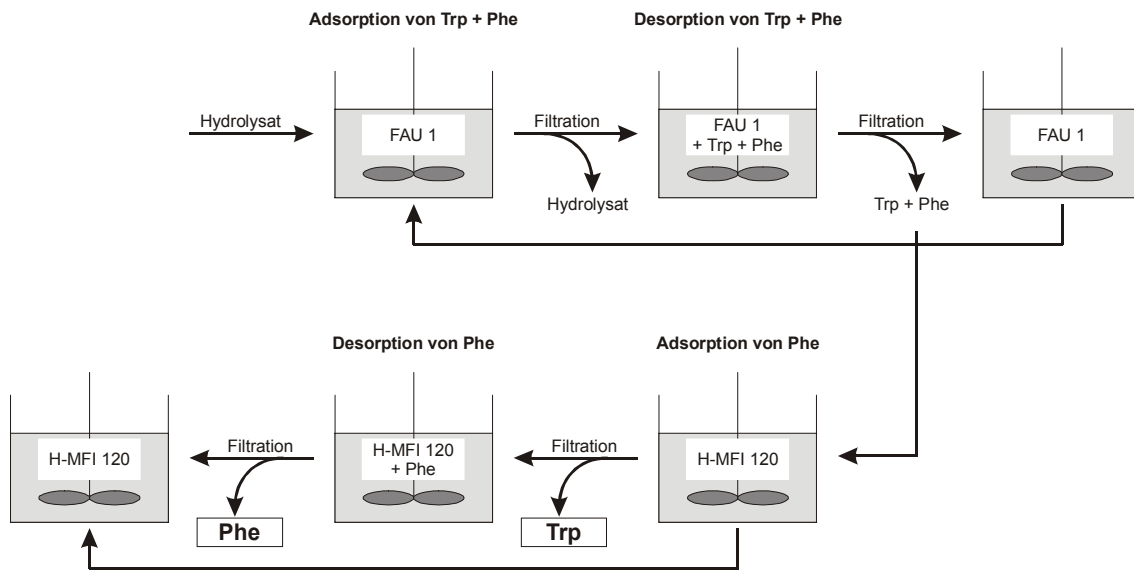 Adsorption von Trp + Phe
Desorption von Trp + Phe
Hydrolysat
FAU 1
Filtration
Hydrolysat
FAU 1
+ Trp + Phe
Filtration
Trp + Phe
FAU 1
Desorption von Phe
Adsorption von Phe
H-MFI 120
Filtration
Phe
H-MFI 120
+ Phe
Filtration
Trp
H-MFI 120